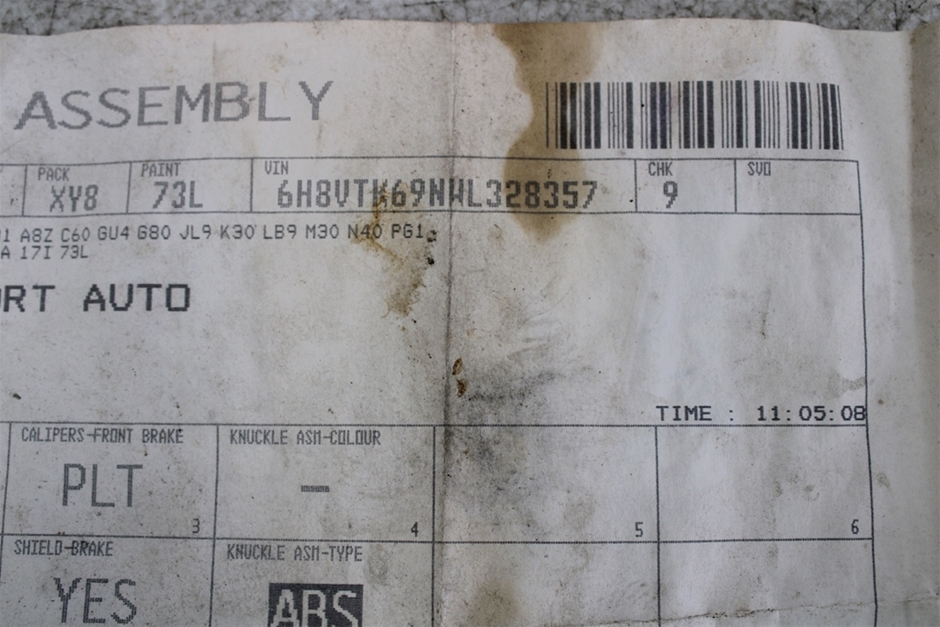 ASSEMBLY
PACK PAINT VIN CHK SVO
XY8 73L 6H8VTK69NWL328357 9
1 A8Z C60 GU4 G80 JL9 K30 LB9 M30 N40 PG1
A 17I 73L
RT AUTO
TIME : 11:05:08
CALIPERS-FRONT BRAKE KNUCKLE ASM-COLOUR
PLT –
3 4 5 6
SHIELD-BRAKE KNUCKLE ASM-TYPE
YES ABS